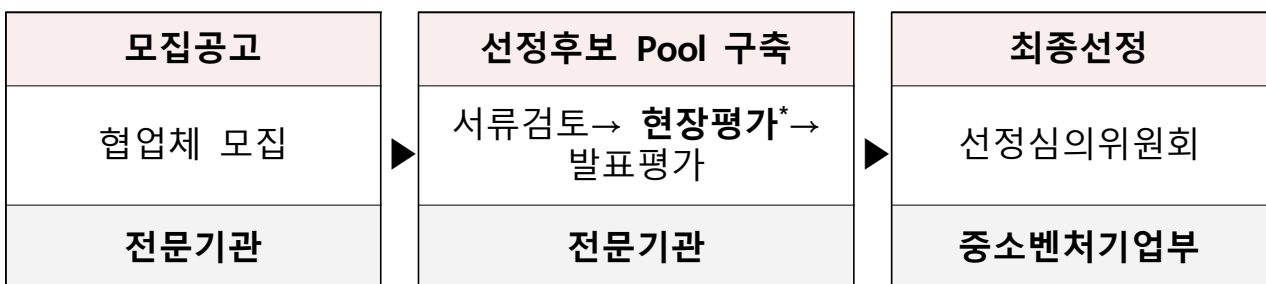 모집공고
협업체 모집
전문기관
▶
선정후보 Pool 구축
서류검토→ 현장평가*→
발표평가
전문기관
▶
최종선정
선정심의위원회
중소벤처기업부